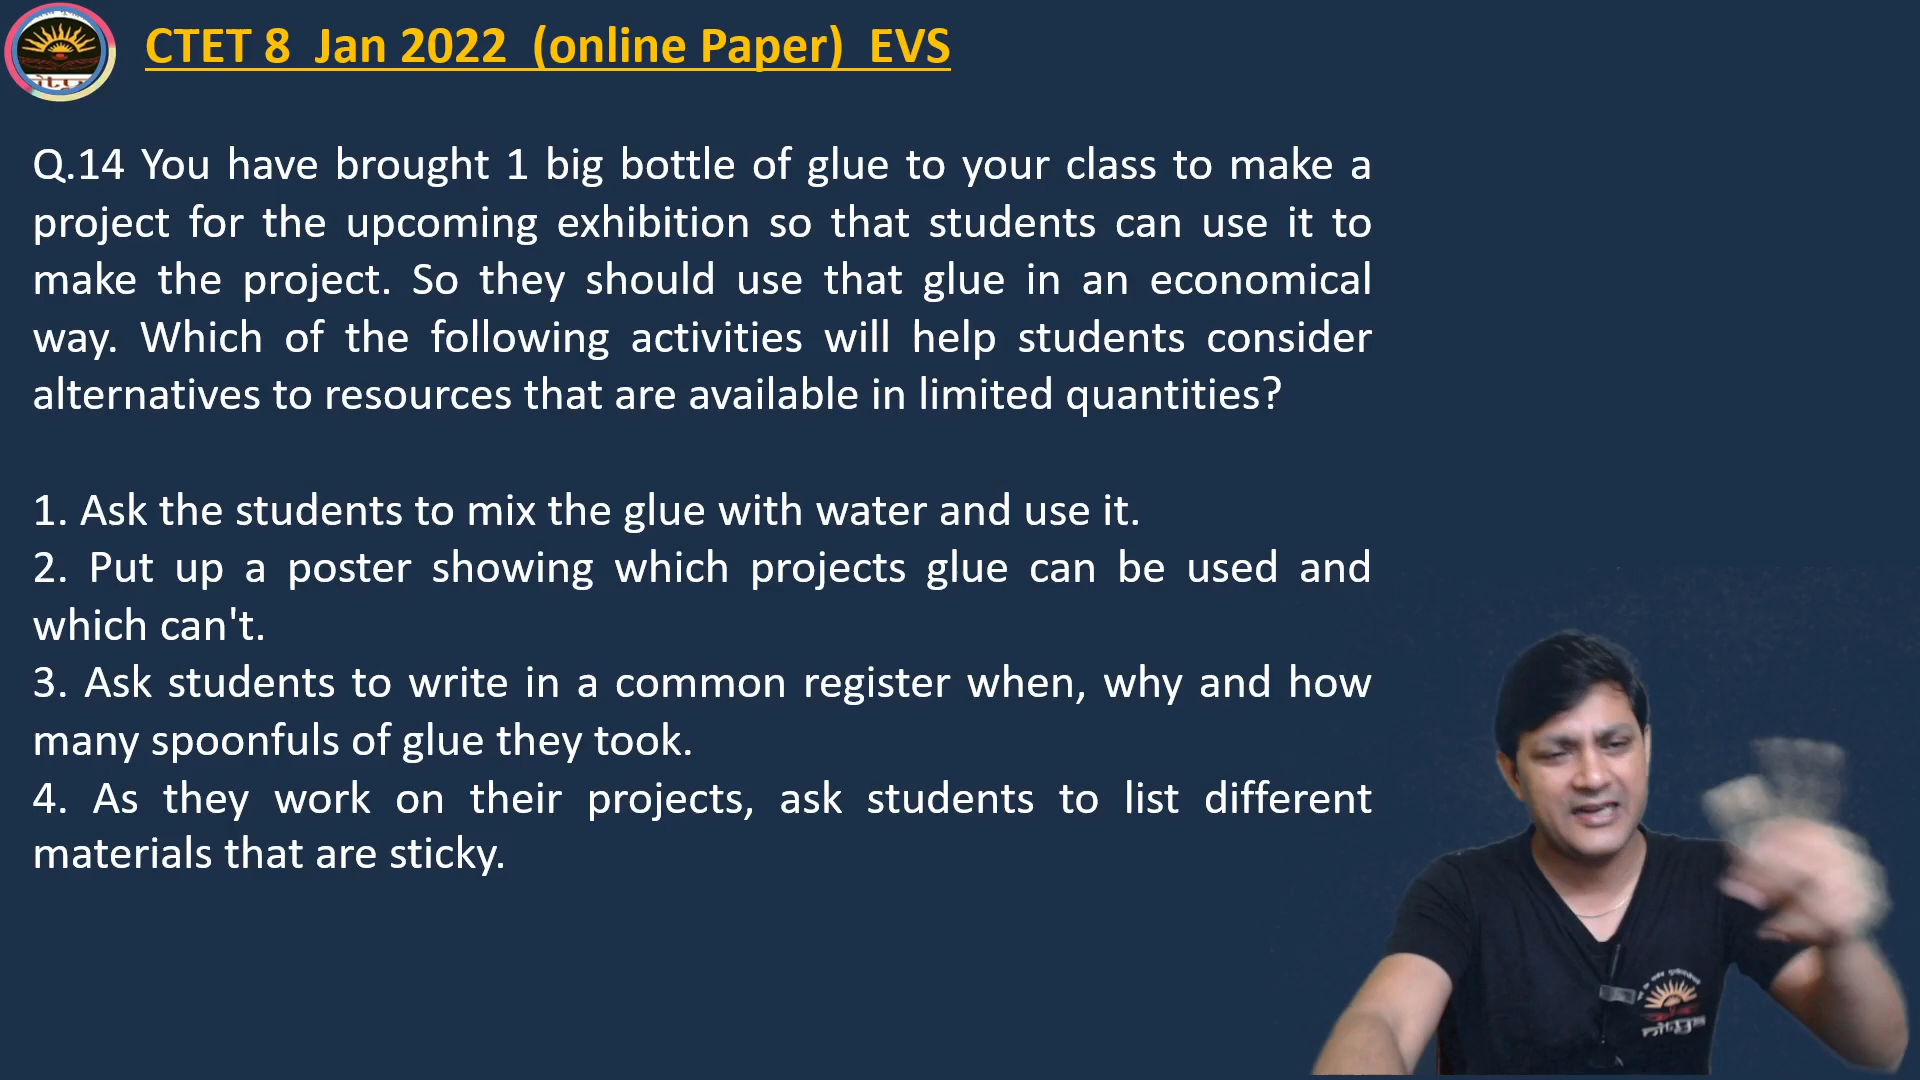 CTET 8 Jan 2022 (online Paper) EVS
Q.14 You have brought 1 big bottle of glue to your class to make a
project for the upcoming exhibition so that students can use it to
make the project. So they should use that glue in an economical
way. Which of the following activities will help students consider
alternatives to resources that are available in limited quantities?
1. Ask the students to mix the glue with water and use it.
2. Put up a poster showing which projects glue can be used and
which can't.
3. Ask students to write in a common register when, why and how
many spoonfuls of glue they took.
4. As they work on their projects, ask students to list different
materials that are sticky.